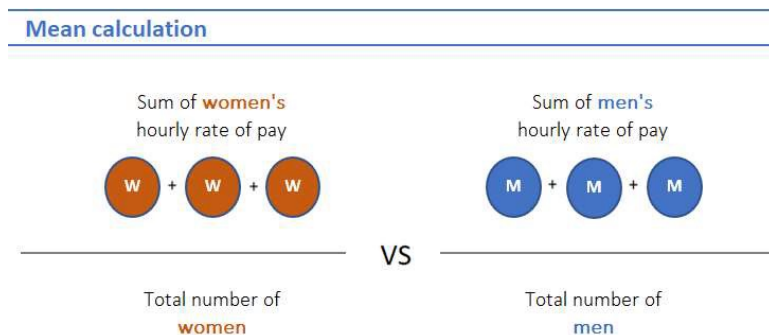 Mean calculation
Sum of women's
hourly rate of pay
W + W + W
Total number of
women
VS
Sum of men's
hourly rate of pay
M + M + M
Total number of
men